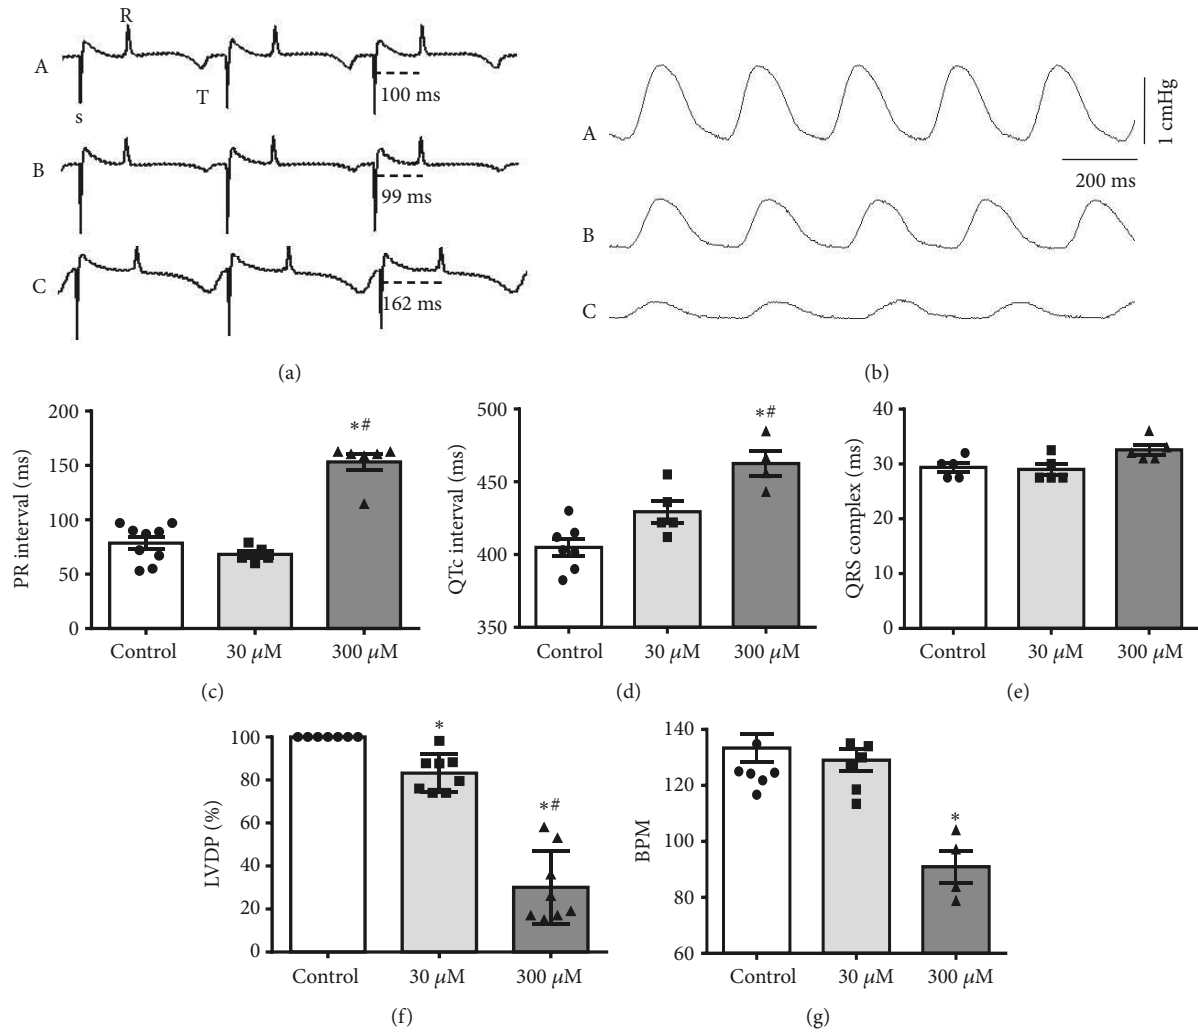 R
A
T
100 ms
s
B
99 ms
C
162 ms
(a)
A
1 cmHg
200 ms
B
C
(b)
PR interval (ms)
200
150
100
50
0
*#
Control
30 μM
300 μM
(c)
QTc interval (ms)
500
450
400
350
*#
Control
30 μM
300 μM
(d)
QRS complex (ms)
40
30
20
10
0
Control
30 μM
300 μM
(e)
LVDP (%)
100
80
60
40
20
0
*
*#
Control
30 μM
300 μM
(f)
BPM
140
120
100
80
60
*
Control
30 μM
300 μM
(g)